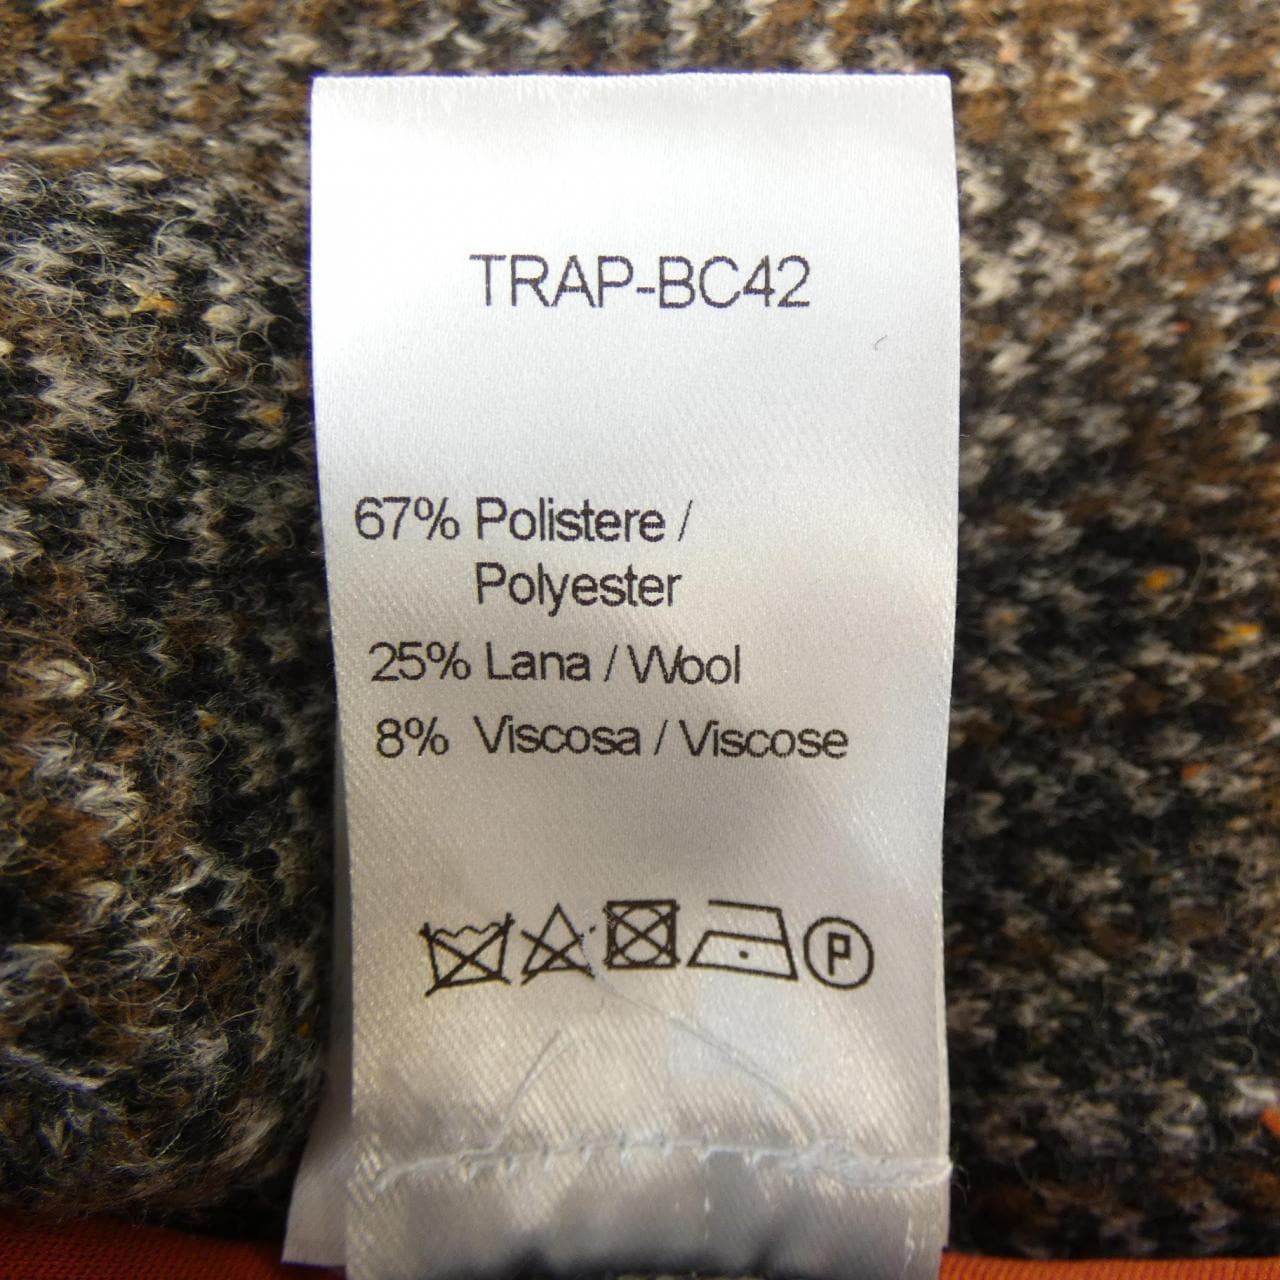 TRAP-BC42
67% Polistere /
Polyester
25% Lana / Wool
8% Viscosa / Viscose
P